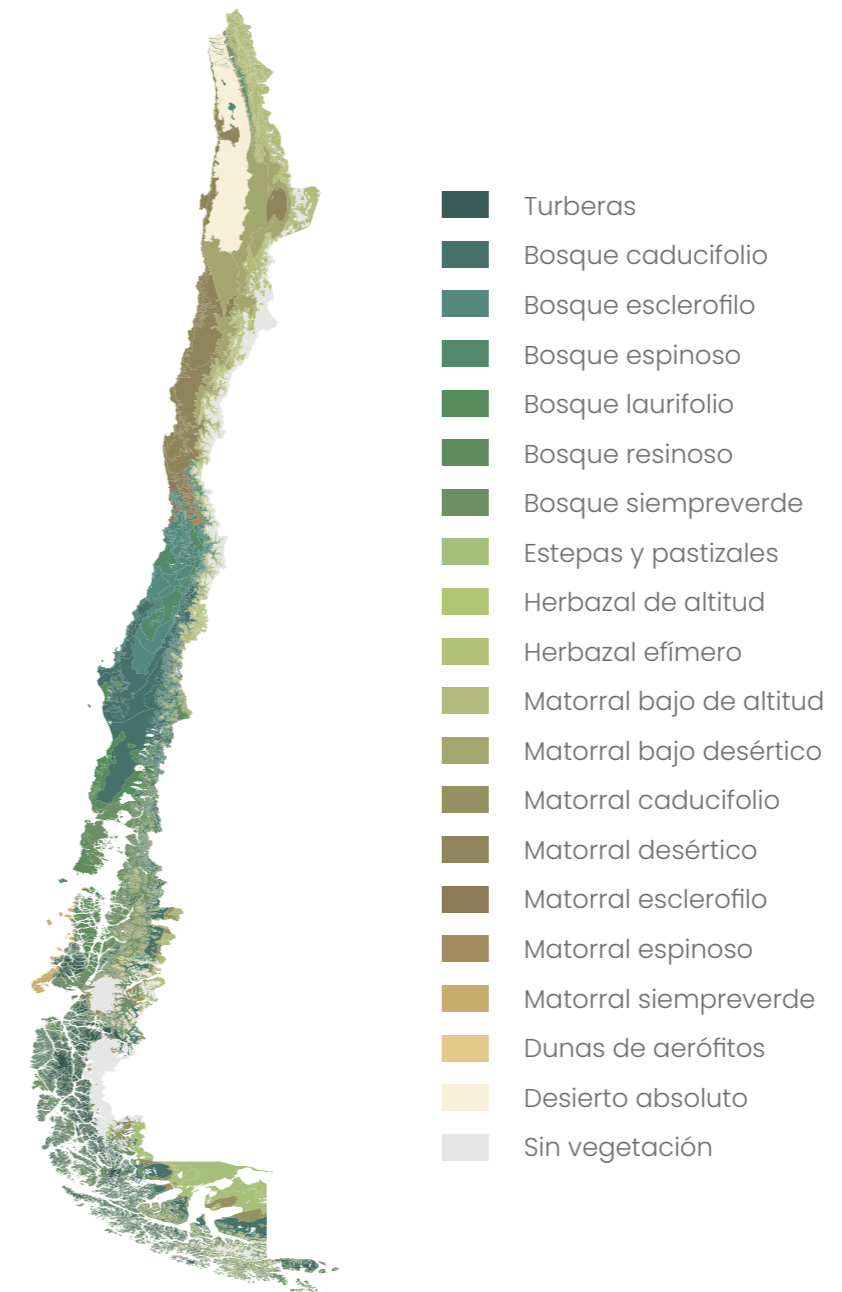 Turberas
Bosque caducifolio
Bosque esclerofilo
Bosque espinoso
Bosque laurifolio
Bosque resinoso
Bosque siempreverde
Estepas y pastizales
Herbazal de altitud
Herbazal efímero
Matorral bajo de altitud
Matorral bajo desértico
Matorral caducifolio
Matorral desértico
Matorral esclerofilo
Matorral espinoso
Matorral siempreverde
Dunas de aerófitos
Desierto absoluto
Sin vegetación